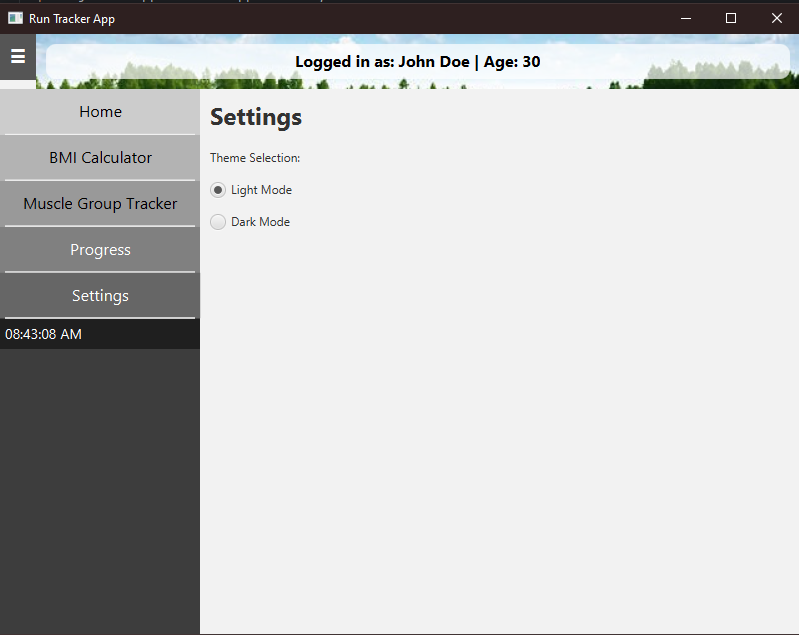 Run Tracker App
Logged in as: John Doe | Age: 30
Home
BMI Calculator
Muscle Group Tracker
Progress
Settings
08:43:08 AM
Settings
Theme Selection:
Light Mode
Dark Mode